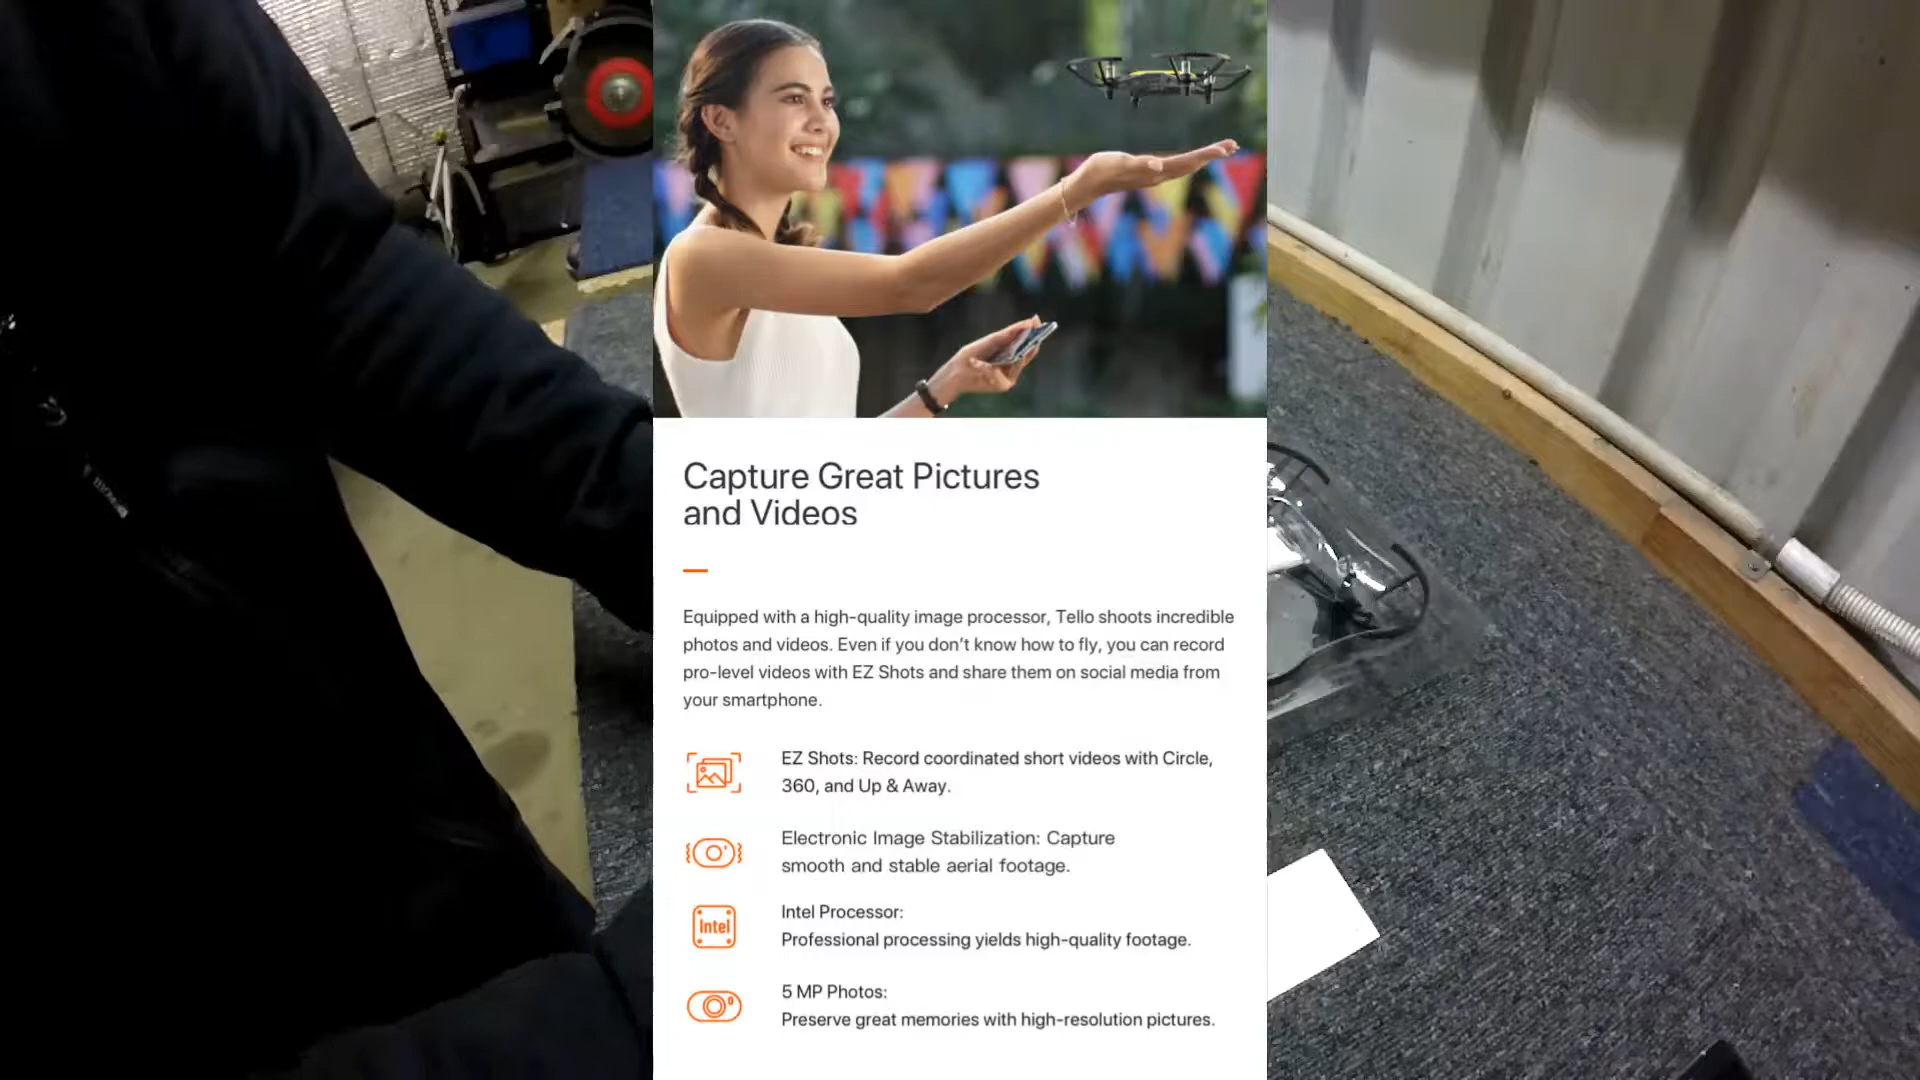 Capture Great Pictures
and Videos
Equipped with a high-quality image processor, Tello shoots incredible
photos and videos. Even if you don’t know how to fly, you can record
pro-level videos with EZ Shots and share them on social media from
your smartphone.
EZ Shots: Record coordinated short videos with Circle,
360, and Up & Away.
Electronic Image Stabilization: Capture
smooth and stable aerial footage.
Intel
Intel Processor:
Professional processing yields high-quality footage.
5 MP Photos:
Preserve great memories with high-resolution pictures.